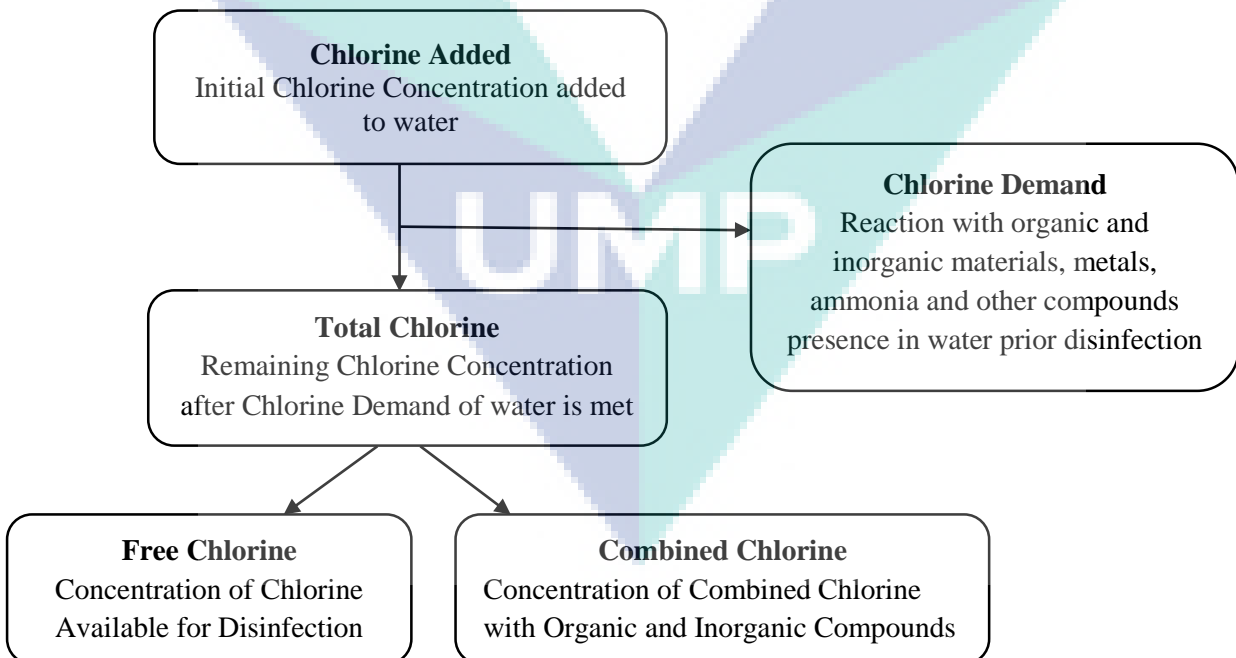 Chlorine Added
Initial Chlorine Concentration added
to water
Chlorine Demand
Reaction with organic and
inorganic materials, metals,
ammonia and other compounds
presence in water prior disinfection
UMP
Total Chlorine
Remaining Chlorine Concentration
after Chlorine Demand of water is met
Free Chlorine
Concentration of Chlorine
Available for Disinfection
Combined Chlorine
Concentration of Combined Chlorine
with Organic and Inorganic Compounds